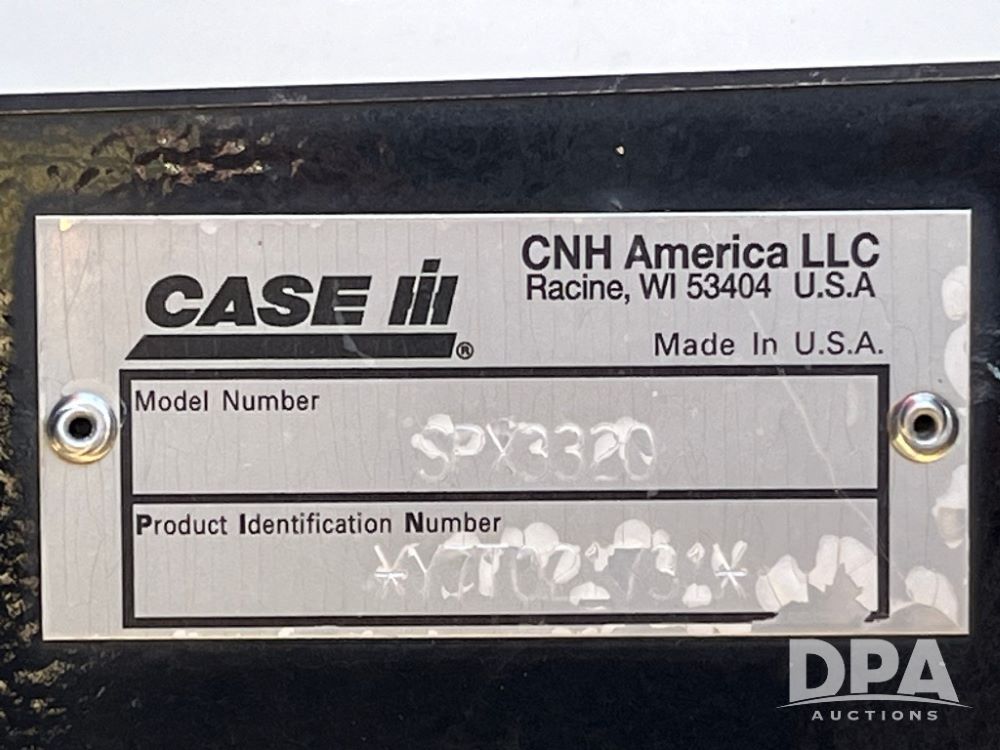 CASE IH®
CNH America LLC
Racine, WI 53404 U.S.A
Made In U.S.A.
Model Number
SPX3320
Product Identification Number
DPA
AUCTIONS